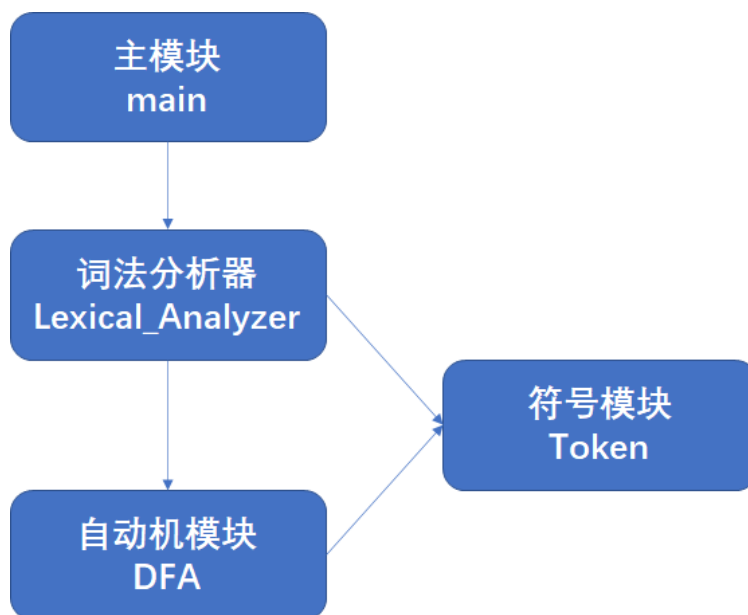 主模块
main
词法分析器
Lexical_Analyzer
符号模块
Token
自动机模块
DFA